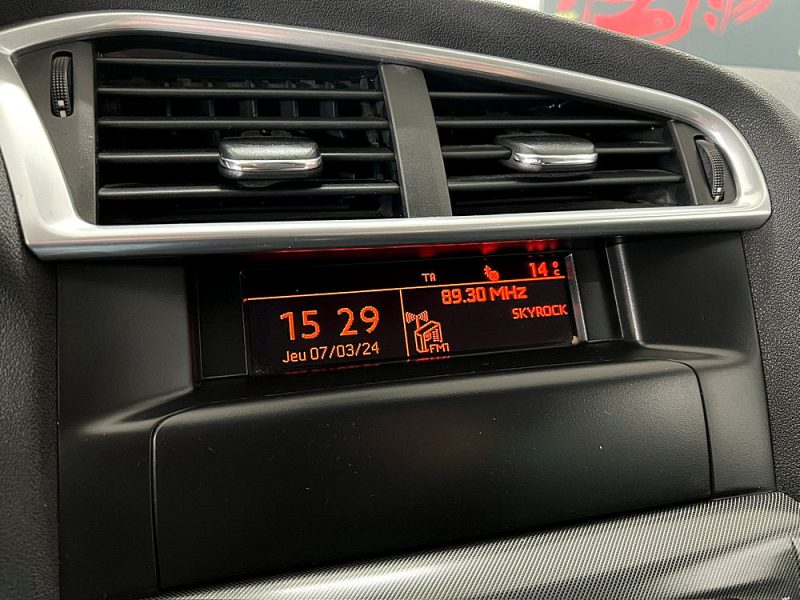 TA 14 °C
15 29
Jeu 07/03/24
89.30 MHz
SKYROCK
FM1